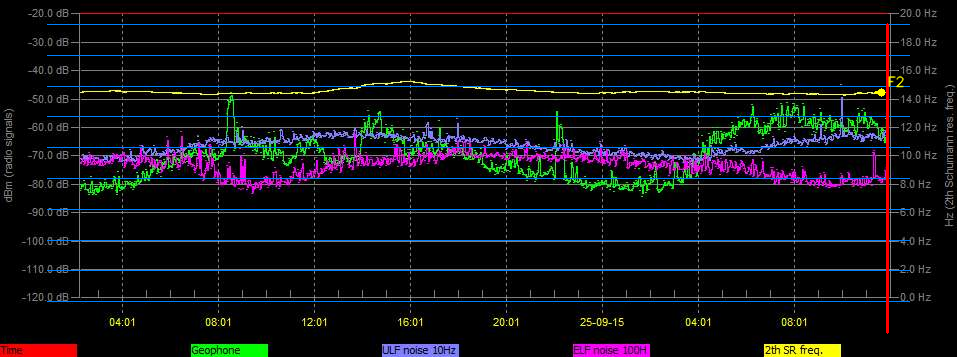 -20.0 dB
-30.0 dB
-40.0 dB
-50.0 dB
-60.0 dB
-70.0 dB
-80.0 dB
-90.0 dB
-100.0 dB
-110.0 dB
-120.0 dB
dBm (radio signals)
20.0 Hz
18.0 Hz
16.0 Hz
14.0 Hz
12.0 Hz
10.0 Hz
8.0 Hz
6.0 Hz
4.0 Hz
2.0 Hz
0.0 Hz
Hz (2th Schumann res. freq.)
F2
04:01 08:01 12:01 16:01 20:01 25-09-15 04:01 08:01
Time Geophone ULF noise 10Hz ELF noise 100H 2th SR freq.